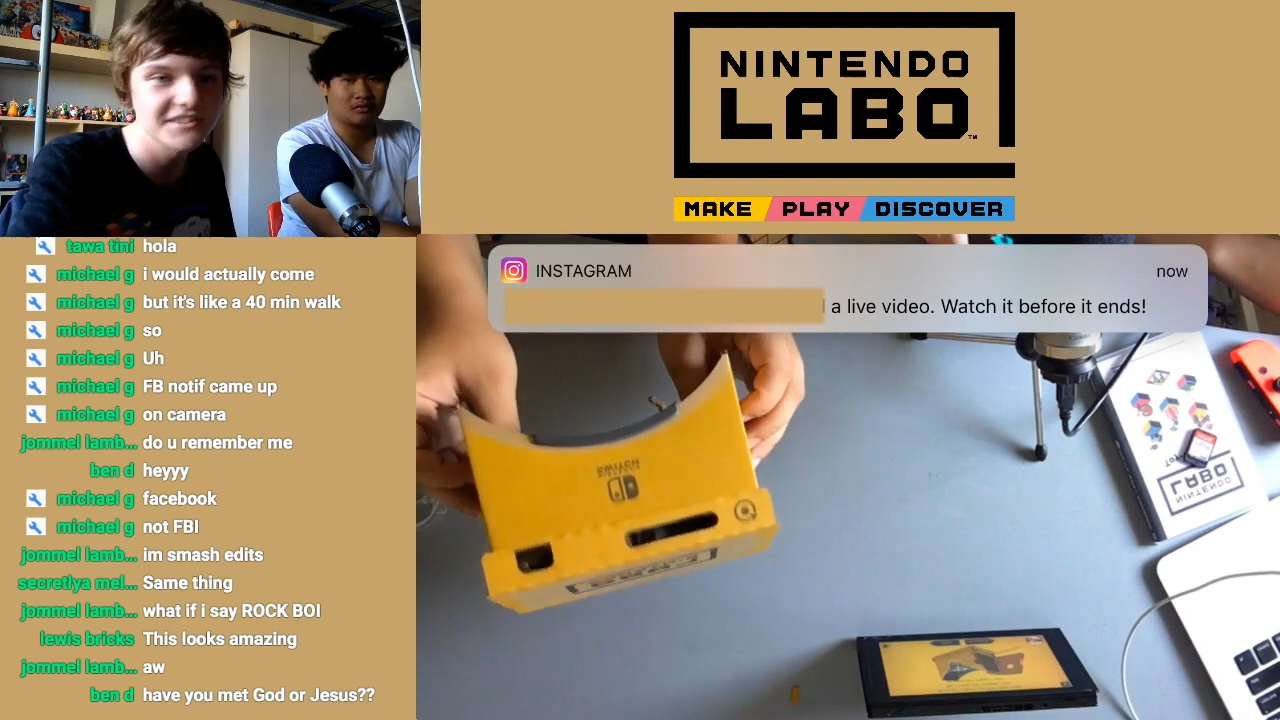 NINTENDO
LABO™
MAKE PLAY DISCOVER
tawa tini hola
michael g i would actually come
michael g but it's like a 40 min walk
michael g so
michael g Uh
michael g FB notif came up
michael g on camera
jommel lamb... do u remember me
ben d heyyy
michael g facebook
michael g not FBI
jommel lamb... im smash edits
secretlya mel... Same thing
jommel lamb... what if i say ROCK BOI
lewis bricks This looks amazing
jommel lamb... aw
ben d have you met God or Jesus??
INSTAGRAM now
a live video. Watch it before it ends!
NINTENDO
SWITCH
NINTENDO
LABO